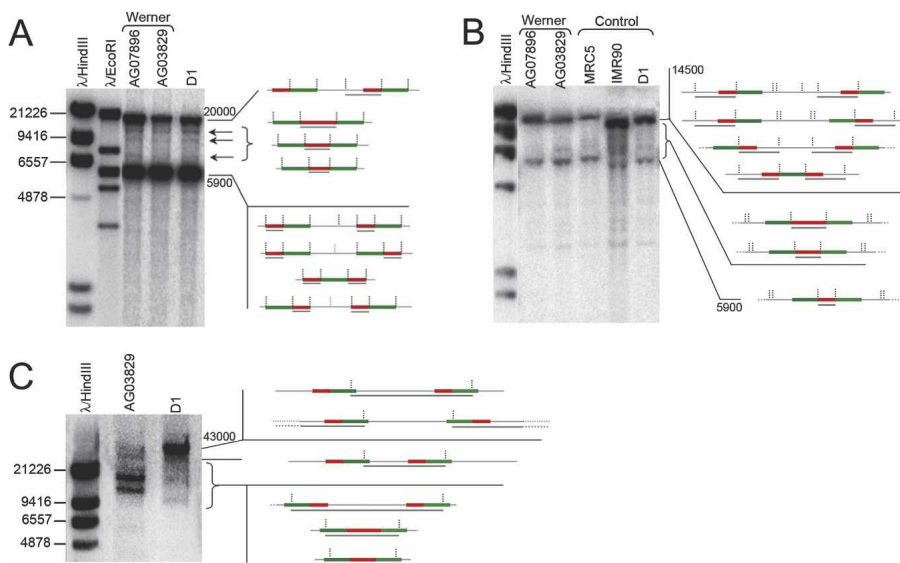 A
Werner
λ/HindIII
λ/EcoRI
AG07896
AG03829
D1
21226
9416
6557
4878
20000
5900
B
Werner
Control
λ/HindIII
AG07896
AG03829
MRC5
IMR90
D1
14500
5900
C
λ/HindIII
AG03829
D1
21226
9416
6557
4878
43000